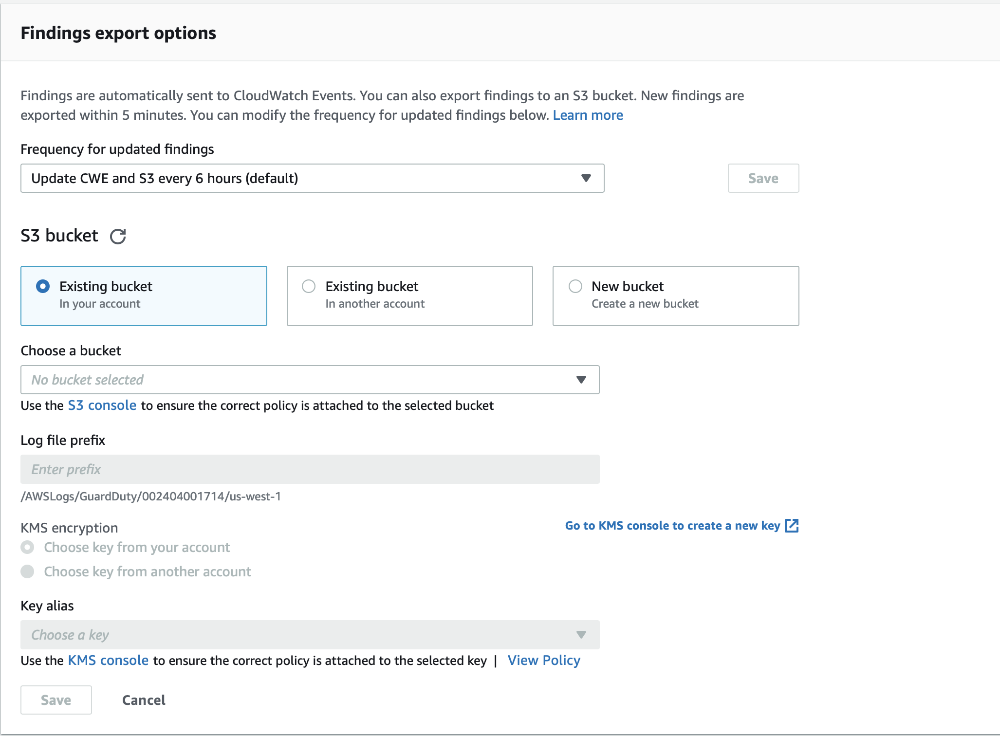 Findings export options
Findings are automatically sent to CloudWatch Events. You can also export findings to an S3 bucket. New findings are
exported within 5 minutes. You can modify the frequency for updated findings below. Learn more
Frequency for updated findings
Update CWE and S3 every 6 hours (default)
Save
S3 bucket
Existing bucket
In your account
Existing bucket
In another account
New bucket
Create a new bucket
Choose a bucket
No bucket selected
Use the S3 console to ensure the correct policy is attached to the selected bucket
Log file prefix
Enter prefix
/AWSLogs/GuardDuty/002404001714/us-west-1
KMS encryption
Go to KMS console to create a new key
Choose key from your account
Choose key from another account
Key alias
Choose a key
Use the KMS console to ensure the correct policy is attached to the selected key | View Policy
Save
Cancel